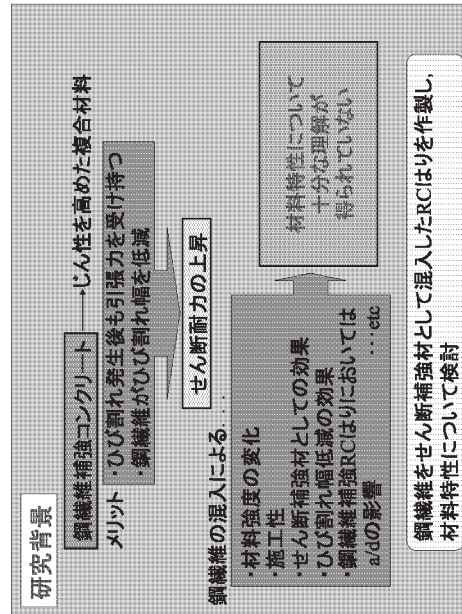 研究背景
鋼繊維補強コンクリート→じん性を高めた複合材料
メリット・ひび割れ発生後も引張力を受け持つ
・鋼繊維がひび割れ幅を低減
せん断耐力の上昇
鋼繊維の混入による...
・材料強度の変化
・施工性
・せん断補強材としての効果
・ひび割れ幅低減の効果
・鋼繊維補強RCはりにおいては
a/dの影響
…etc
材料特性について
十分な理解が
得られていない
鋼繊維をせん断補強材として混入したRCはりを作製し,
材料特性について検討